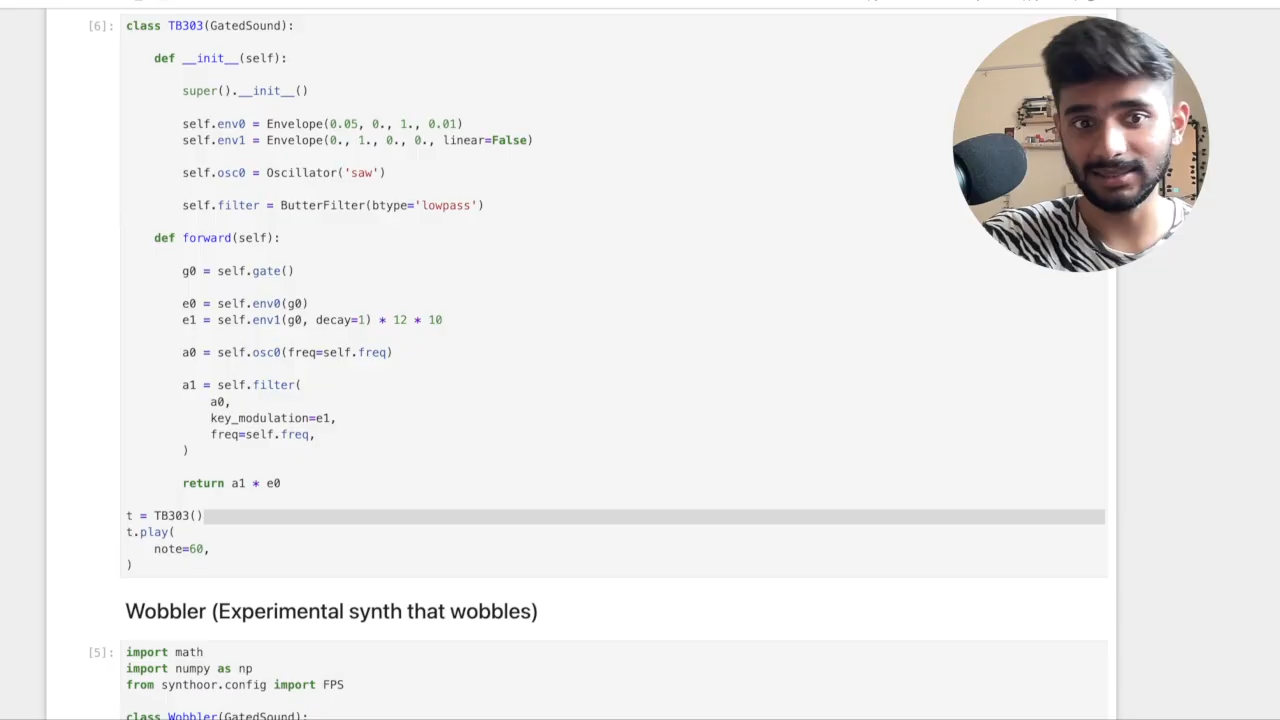 [6]: class TB303(GatedSound):
def __init__(self):
super().__init__()
self.env0 = Envelope(0.05, 0., 1., 0.01)
self.env1 = Envelope(0., 1., 0., 0., linear=False)
self.osc0 = Oscillator('saw')
self.filter = ButterFilter(btype='lowpass')
def forward(self):
g0 = self.gate()
e0 = self.env0(g0)
e1 = self.env1(g0, decay=1) * 12 * 10
a0 = self.osc0(freq=self.freq)
a1 = self.filter(
a0,
key_modulation=e1,
freq=self.freq,
)
return a1 * e0
t = TB303()
t.play(
note=60,
)
Wobbler (Experimental synth that wobbles)
[5]: import math
import numpy as np
from synthoor.config import FPS
class Wobbler(GatedSound):